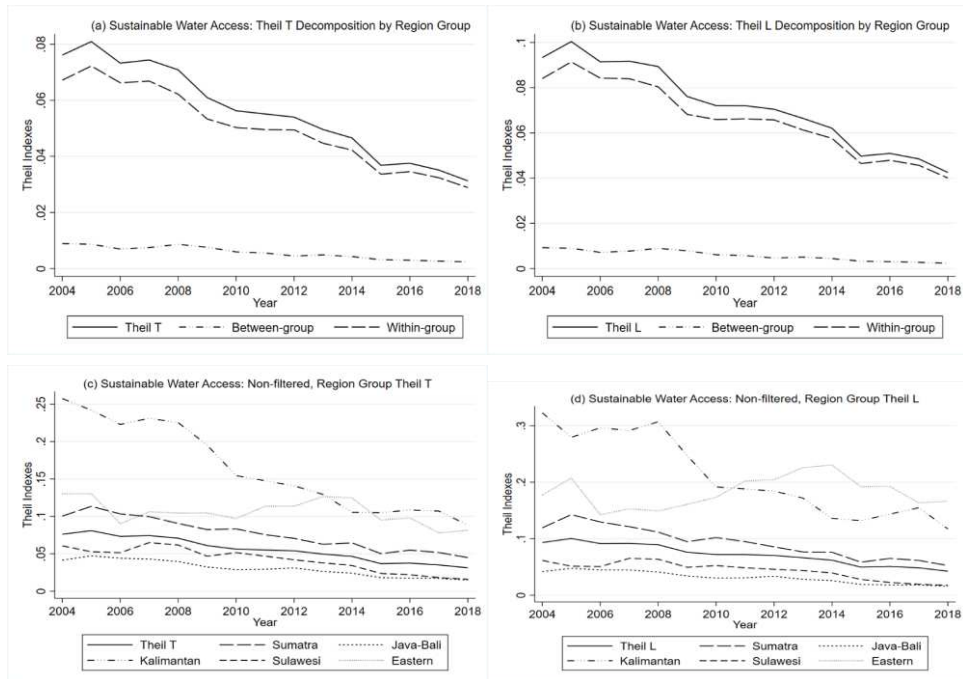 (a) Sustainable Water Access: Theil T Decomposition by Region Group
Theil Indexes
.08
.06
.04
.02
0
2004 2006 2008 2010 2012 2014 2016 2018
Year
Theil T Between-group Within-group
(b) Sustainable Water Access: Theil L Decomposition by Region Group
Theil Indexes
.1
.08
.06
.04
.02
0
2004 2006 2008 2010 2012 2014 2016 2018
Year
Theil L Between-group Within-group
(c) Sustainable Water Access: Non-filtered, Region Group Theil T
Theil Indexes
.25
.2
.15
.1
.05
0
2004 2006 2008 2010 2012 2014 2016 2018
Year
Theil T Sumatra Java-Bali
Kalimantan Sulawesi Eastern
(d) Sustainable Water Access: Non-filtered, Region Group Theil L
Theil Indexes
.3
.2
.1
0
2004 2006 2008 2010 2012 2014 2016 2018
Year
Theil L Sumatra Java-Bali
Kalimantan Sulawesi Eastern